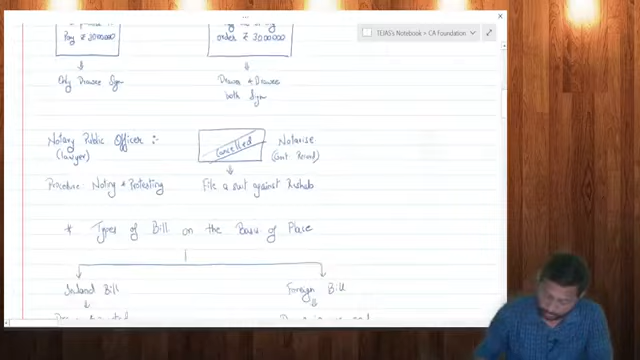 Pay ₹ 3000000
order ₹ 3000000
Only Drawee Sign
Drawer & Drawee
both Sign
Notary Public Officer :-
(lawyer)
Cancelled
Notarise
Procedure Noting & Protesting
File a suit against Rishab
* Types of Bill on the Basis of Place
Inland Bill
Foreign Bill
TEJAS's Notebook > CA Foundation